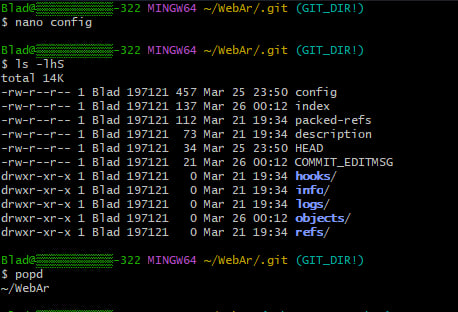 Blad@▒▒▒▒▒▒▒▒▒▒▒-322 MINGW64 ~/WebAr/.git (GIT_DIR!)
$ nano config
Blad@▒▒▒▒▒▒▒▒▒▒▒-322 MINGW64 ~/WebAr/.git (GIT_DIR!)
$ ls -lhS
total 14K
-rw-r--r-- 1 Blad 197121 457 Mar 25 23:50 config
-rw-r--r-- 1 Blad 197121 137 Mar 26 00:12 index
-rw-r--r-- 1 Blad 197121 112 Mar 21 19:34 packed-refs
-rw-r--r-- 1 Blad 197121  73 Mar 21 19:34 description
-rw-r--r-- 1 Blad 197121  34 Mar 25 23:50 HEAD
-rw-r--r-- 1 Blad 197121  21 Mar 26 00:12 COMMIT_EDITMSG
drwxr-xr-x 1 Blad 197121   0 Mar 21 19:34 hooks/
drwxr-xr-x 1 Blad 197121   0 Mar 21 19:34 info/
drwxr-xr-x 1 Blad 197121   0 Mar 21 19:34 logs/
drwxr-xr-x 1 Blad 197121   0 Mar 26 00:12 objects/
drwxr-xr-x 1 Blad 197121   0 Mar 21 19:34 refs/
Blad@▒▒▒▒▒▒▒▒▒▒▒-322 MINGW64 ~/WebAr/.git (GIT_DIR!)
$ popd
~/WebAr